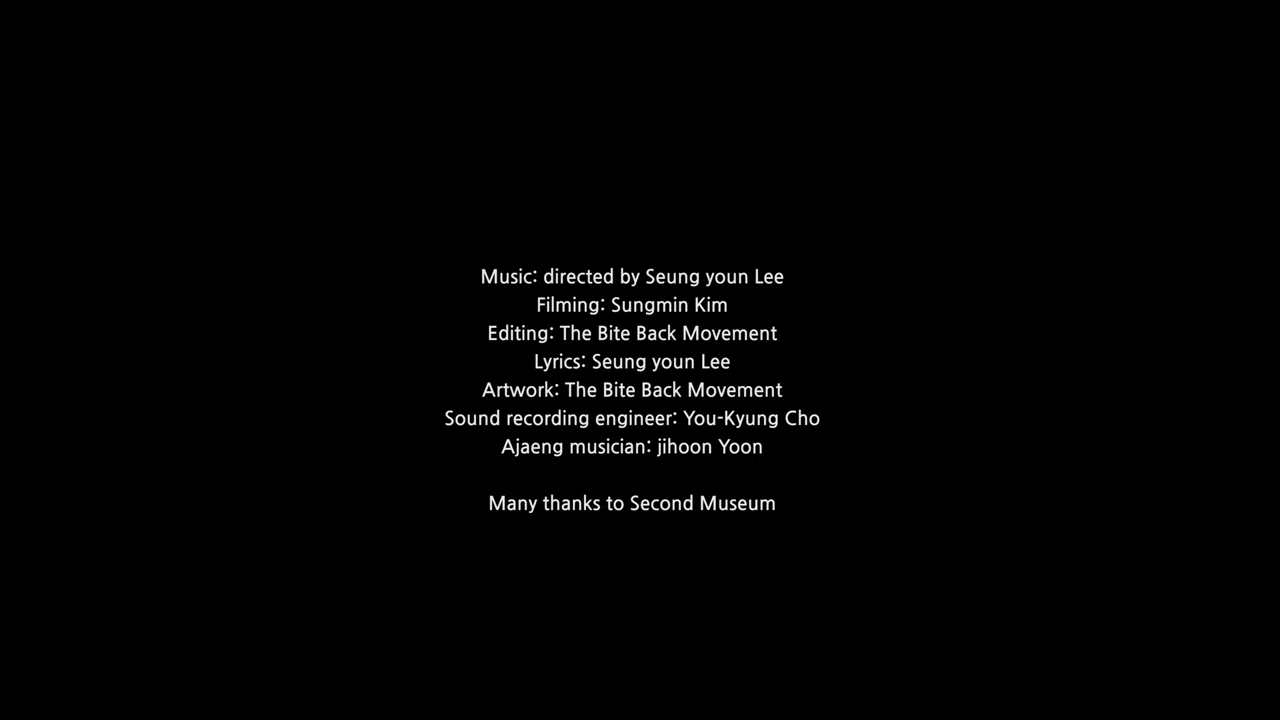 Music: directed by Seung youn Lee
Filming: Sungmin Kim
Editing: The Bite Back Movement
Lyrics: Seung youn Lee
Artwork: The Bite Back Movement
Sound recording engineer: You-Kyung Cho
Ajaeng musician: jihoon Yoon
Many thanks to Second Museum